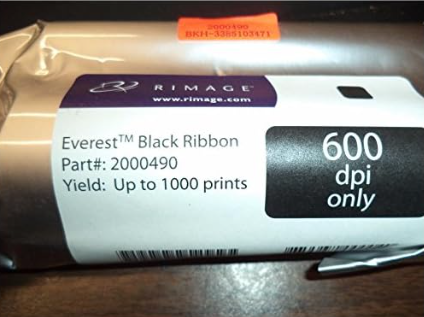 2000490
BKH-3385103471
RIMAGE
www.rimage.com
Everest™ Black Ribbon
Part#: 2000490
Yield: Up to 1000 prints
600
dpi
only